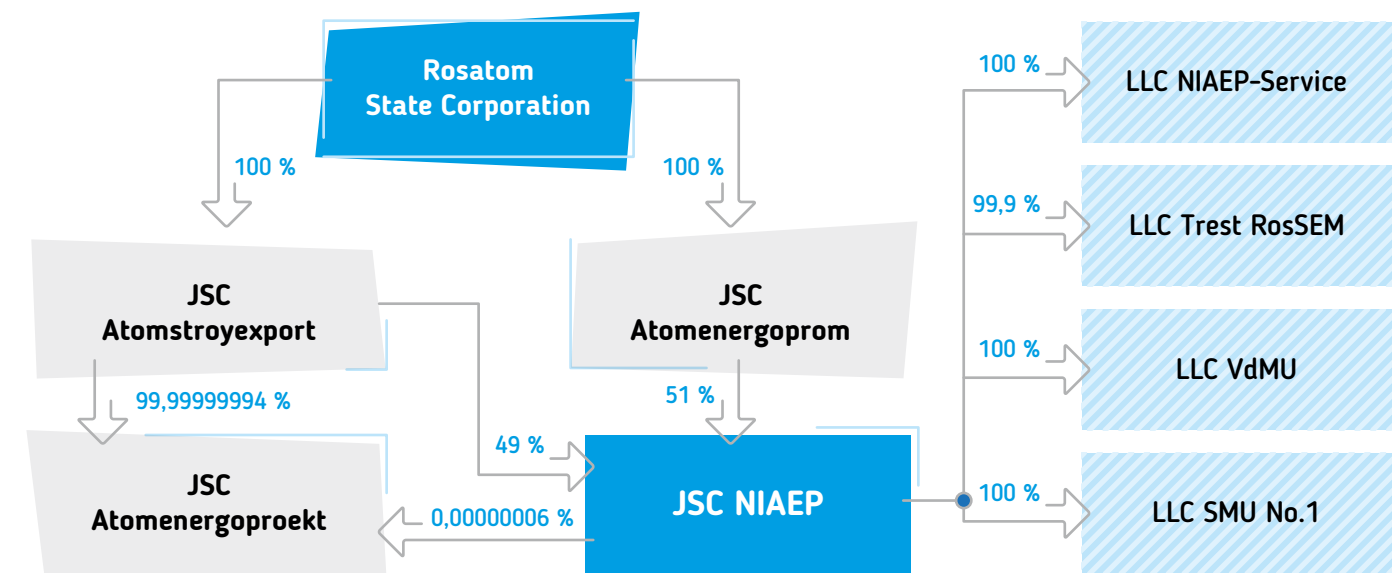 Rosatom
State Corporation
100 %
100 %
JSC
Atomstroyexport
JSC
Atomenergoprom
99,99999994 %
51 %
JSC
Atomenergoproekt
49 %
0,00000006 %
JSC NIAEP
100 %
LLC NIAEP-Service
99,9 %
LLC Trest RosSEM
100 %
LLC VdMU
100 %
LLC SMU No.1